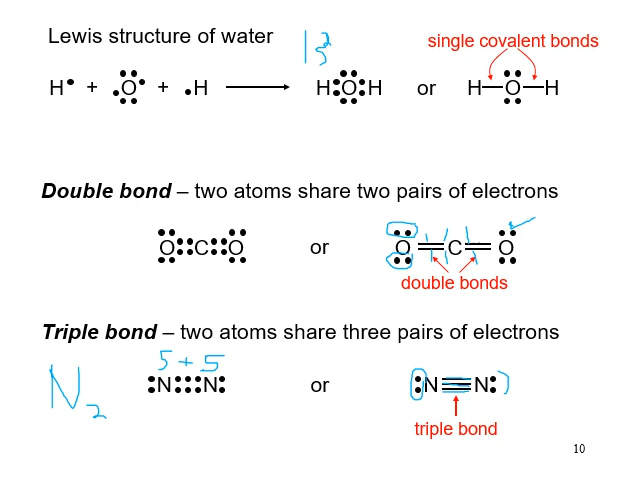 Lewis structure of water
single covalent bonds
H + O + H → H O H or H—O—H
Double bond – two atoms share two pairs of electrons
O C O or O=C=O
double bonds
Triple bond – two atoms share three pairs of electrons
5 + 5
N₂ N N or N≡N
triple bond
10